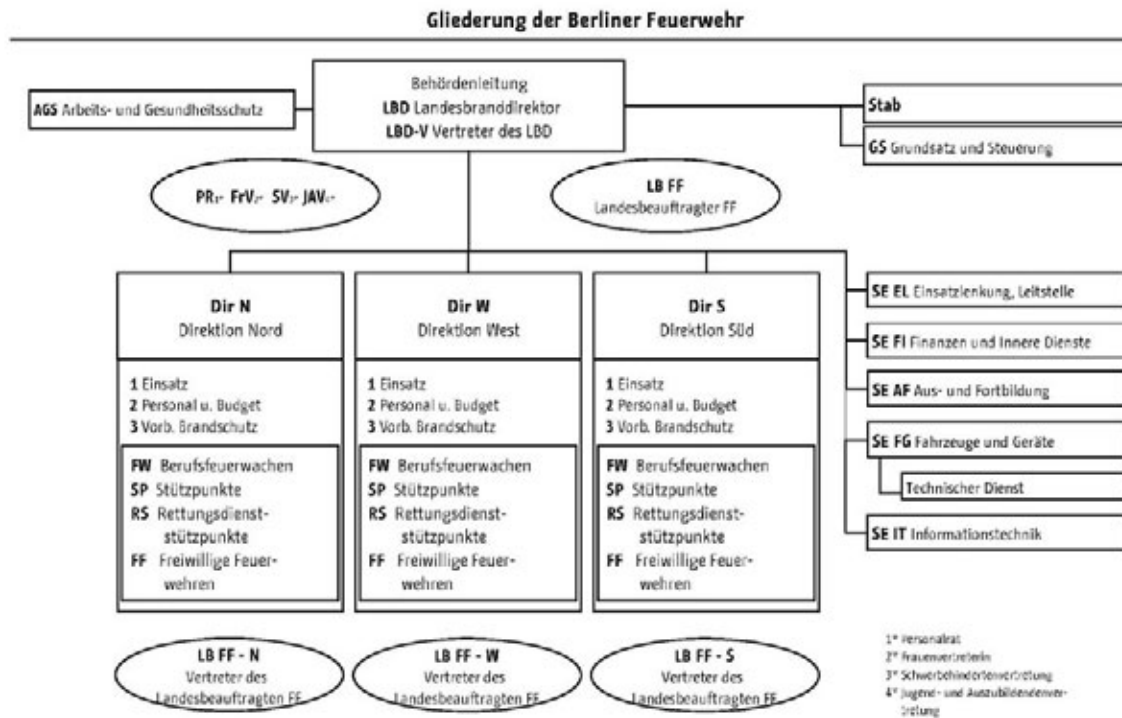 Gliederung der Berliner Feuerwehr
Behördenleitung
LBD Landesbranddirektor
LBD-V Vertreter des LBD
AGS Arbeits- und Gesundheitsschutz
Stab
GS Grundsatz und Steuerung
PR1* FrV2* SV3* JAV4*
LB FF
Landesbeauftragter FF
Dir N
Direktion Nord
1 Einsatz
2 Personal u. Budget
3 Vorb. Brandschutz
FW Berufsfeuerwachen
SP Stützpunkte
RS Rettungsdienst-
stützpunkte
FF Freiwillige Feuer-
wehren
Dir W
Direktion West
1 Einsatz
2 Personal u. Budget
3 Vorb. Brandschutz
FW Berufsfeuerwachen
SP Stützpunkte
RS Rettungsdienst-
stützpunkte
FF Freiwillige Feuer-
wehren
Dir S
Direktion Süd
1 Einsatz
2 Personal u. Budget
3 Vorb. Brandschutz
FW Berufsfeuerwachen
SP Stützpunkte
RS Rettungsdienst-
stützpunkte
FF Freiwillige Feuer-
wehren
SE EL Einsatzlenkung, Leitstelle
SE FI Finanzen und Innere Dienste
SE AF Aus- und Fortbildung
SE FG Fahrzeuge und Geräte
Technischer Dienst
SE IT Informationstechnik
LB FF - N
Vertreter des
Landesbeauftragten FF
LB FF - W
Vertreter des
Landesbeauftragten FF
LB FF - S
Vertreter des
Landesbeauftragten FF
1* Personalrat
2* Frauenvertreterin
3* Schwerbehindertenvertretung
4* Jugend- und Auszubildendenver-
tretung